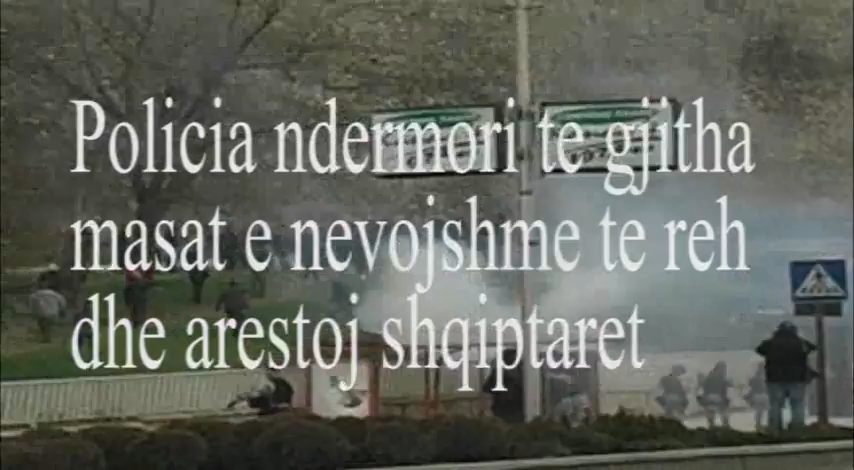 Policia ndermori te gjitha
masat e nevojshme te reh
dhe arestoj shqiptaret